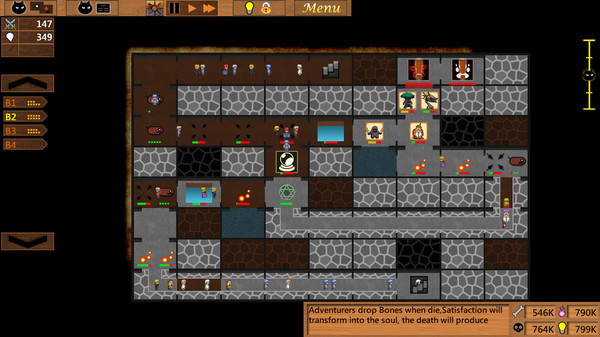 Menu
147
349
B1
B2
B3
B4
Adventurers drop Bones when die,Satisfaction will
transform into the soul, the death will produce
546K
790K
764K
799K